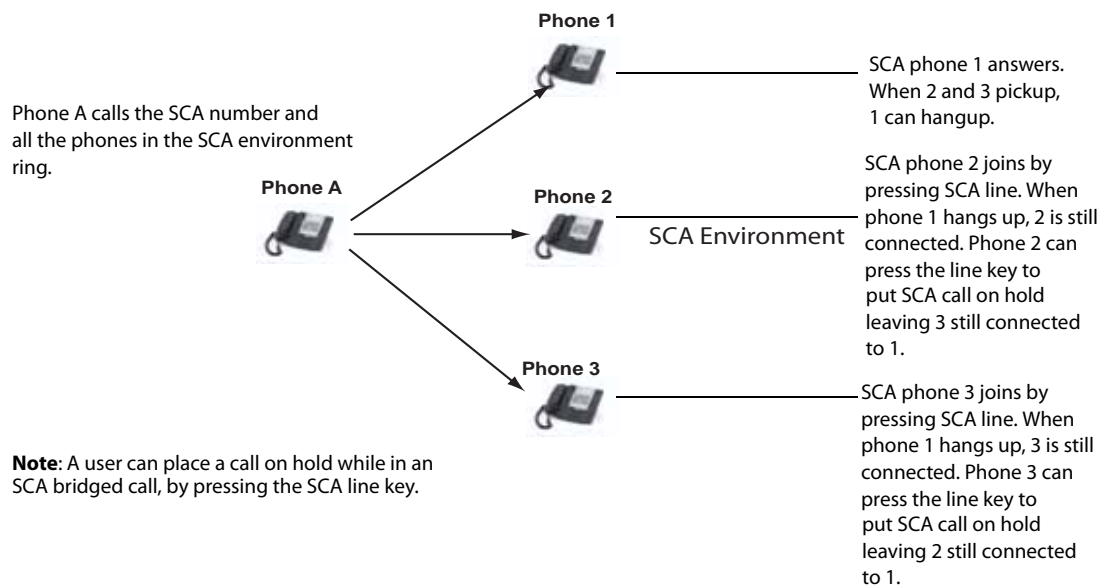 Phone 1
SCA phone 1 answers.
When 2 and 3 pickup,
1 can hangup.
Phone A calls the SCA number and
all the phones in the SCA environment
ring.
Phone A
Phone 2
SCA Environment
SCA phone 2 joins by
pressing SCA line. When
phone 1 hangs up, 2 is still
connected. Phone 2 can
press the line key to
put SCA call on hold
leaving 3 still connected
to 1.
Phone 3
SCA phone 3 joins by
pressing SCA line. When
phone 1 hangs up, 3 is still
connected. Phone 3 can
press the line key to
put SCA call on hold
leaving 2 still connected
to 1.
Note: A user can place a call on hold while in an
SCA bridged call, by pressing the SCA line key.